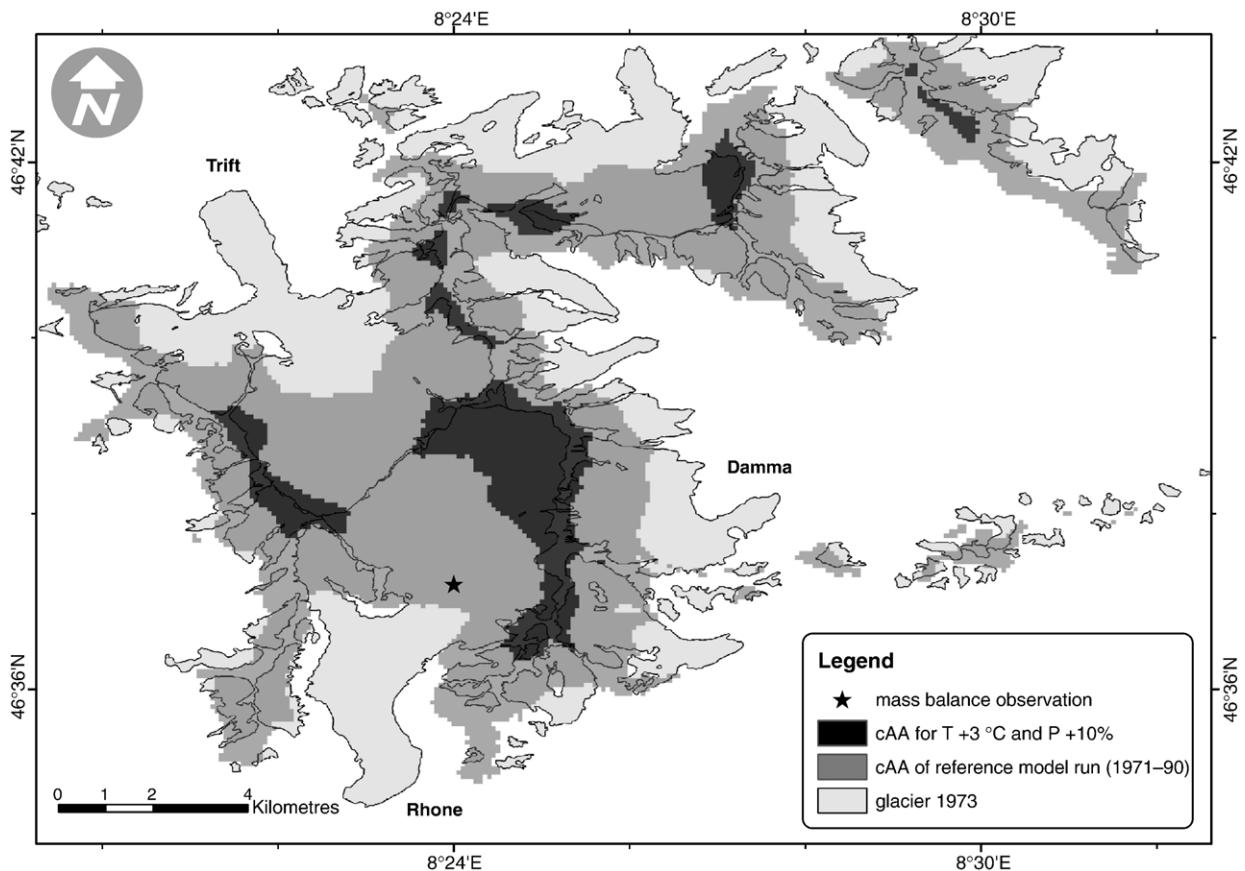 8°24'E 8°30'E
N
46°42'N 46°42'N
Trift
Damma
46°36'N 46°36'N
Legend
mass balance observation
cAA for T +3 °C and P +10%
cAA of reference model run (1971–90)
glacier 1973
0 1 2 4
Kilometres
Rhone
8°24'E 8°30'E